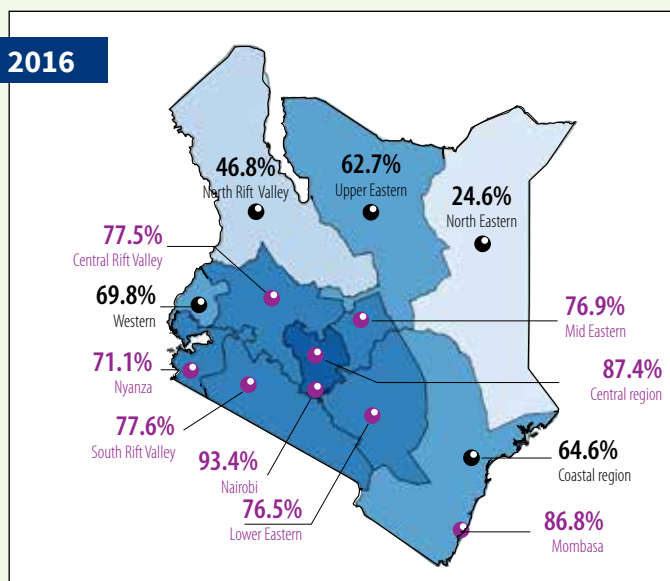 2016
46.8%
North Rift Valley
62.7%
Upper Eastern
24.6%
North Eastern
77.5%
Central Rift Valley
69.8%
Western
76.9%
Mid Eastern
71.1%
Nyanza
87.4%
Central region
77.6%
South Rift Valley
93.4%
Nairobi
64.6%
Coastal region
76.5%
Lower Eastern
86.8%
Mombasa